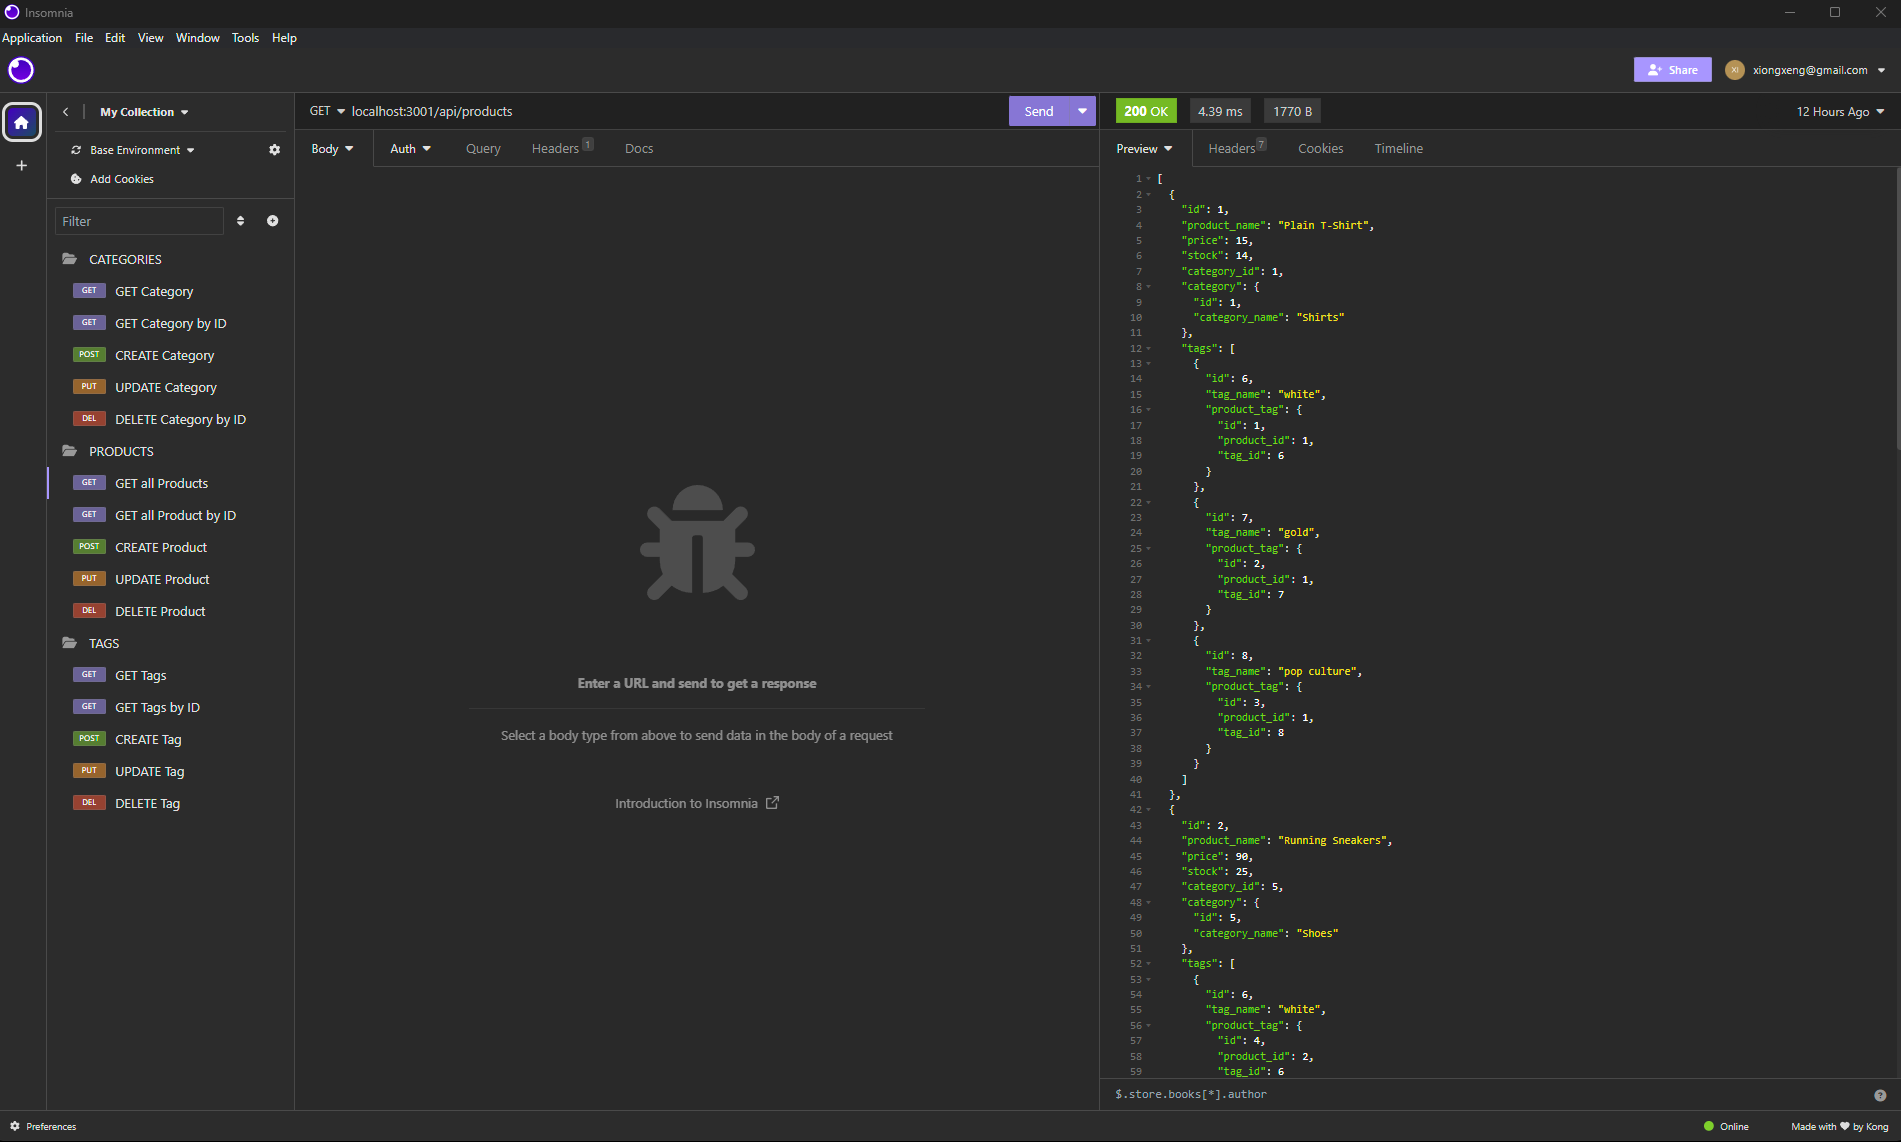 Insomnia
Application File Edit View Window Tools Help
Share XI xiongxeng@gmail.com
My Collection
Base Environment
Add Cookies
Filter
CATEGORIES
GET GET Category
GET GET Category by ID
POST CREATE Category
PUT UPDATE Category
DEL DELETE Category by ID
PRODUCTS
GET GET all Products
GET GET all Product by ID
POST CREATE Product
PUT UPDATE Product
DEL DELETE Product
TAGS
GET GET Tags
GET GET Tags by ID
POST CREATE Tag
PUT UPDATE Tag
DEL DELETE Tag
GET localhost:3001/api/products Send
Body Auth Query Headers 1 Docs
Enter a URL and send to get a response
Select a body type from above to send data in the body of a request
Introduction to Insomnia
200 OK 4.39 ms 1770 B 12 Hours Ago
Preview Headers 7 Cookies Timeline
1 [
2 {
3 "id": 1,
4 "product_name": "Plain T-Shirt",
5 "price": 15,
6 "stock": 14,
7 "category_id": 1,
8 "category": {
9 "id": 1,
10 "category_name": "Shirts"
11 },
12 "tags": [
13 {
14 "id": 6,
15 "tag_name": "white",
16 "product_tag": {
17 "id": 1,
18 "product_id": 1,
19 "tag_id": 6
20 }
21 },
22 {
23 "id": 7,
24 "tag_name": "gold",
25 "product_tag": {
26 "id": 2,
27 "product_id": 1,
28 "tag_id": 7
29 }
30 },
31 {
32 "id": 8,
33 "tag_name": "pop culture",
34 "product_tag": {
35 "id": 3,
36 "product_id": 1,
37 "tag_id": 8
38 }
39 }
40 ]
41 },
42 {
43 "id": 2,
44 "product_name": "Running Sneakers",
45 "price": 90,
46 "stock": 25,
47 "category_id": 5,
48 "category": {
49 "id": 5,
50 "category_name": "Shoes"
51 },
52 "tags": [
53 {
54 "id": 6,
55 "tag_name": "white",
56 "product_tag": {
57 "id": 4,
58 "product_id": 2,
59 "tag_id": 6
$.store.books[*].author
Preferences
Online Made with ♥ by Kong